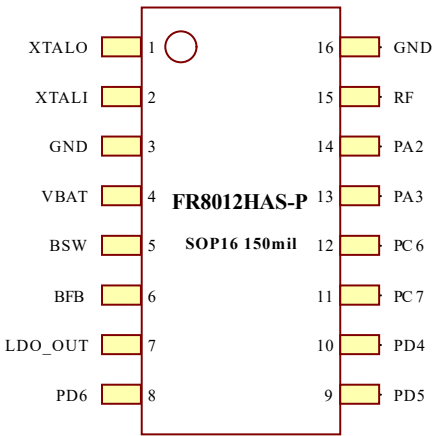 XTALO 1 16 GND
XTALI 2 15 RF
GND 3 14 PA2
VBAT 4 FR8012HAS-P 13 PA3
BSW 5 SOP16 150mil 12 PC6
BFB 6 11 PC7
LDO_OUT 7 10 PD4
PD6 8 9 PD5